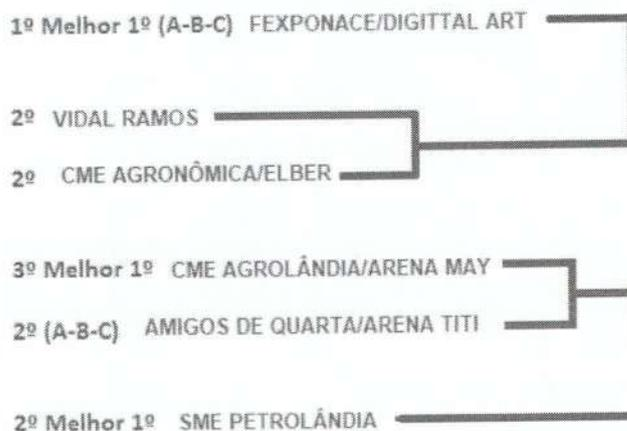 1º Melhor 1º (A-B-C) FEXPONACE/DIGITTAL ART
2º VIDAL RAMOS
2º CME AGRONÔMICA/ELBER
3º Melhor 1º CME AGROLÂNDIA/ARENA MAY
2º (A-B-C) AMIGOS DE QUARTA/ARENA TITI
2º Melhor 1º SME PETROLÂNDIA